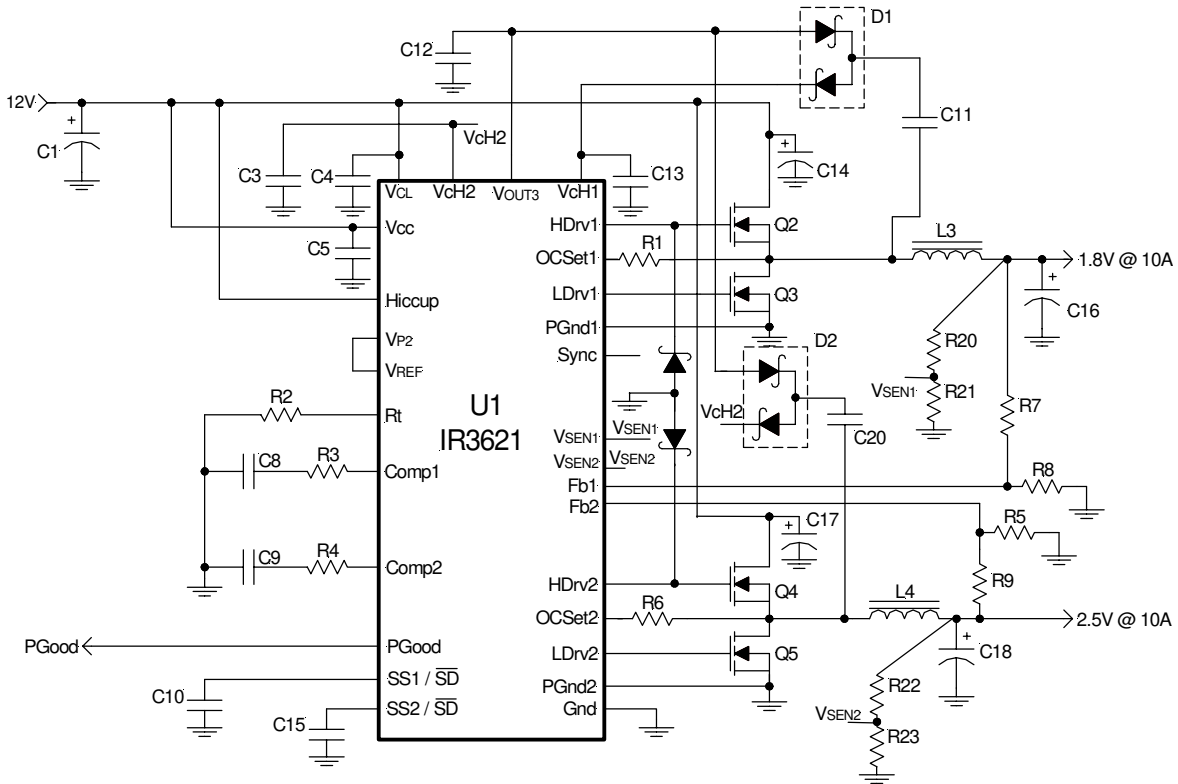 D1
C12
12V
C11
C1
C3
C4
VcH2
C13
C14
VCL
VcH2
VOUT3
VcH1
HDrv1
Q2
Vcc
C5
R1
L3
OCSet1
1.8V @ 10A
LDrv1
Q3
C16
Hiccup
PGnd1
D2
R20
VP2
Sync
VREF
VSEN1
R21
R7
R2
U1
IR3621
VcH2
C20
Rt
VSEN1
VSEN1
VSEN2
VSEN2
C8
R3
Comp1
Fb1
R8
Fb2
C17
R5
C9
R4
Comp2
R9
HDrv2
Q4
R6
L4
OCSet2
2.5V @ 10A
PGood
PGood
LDrv2
Q5
C18
SS1 / SD
PGnd2
R22
C10
SS2 / SD
Gnd
VSEN2
C15
R23